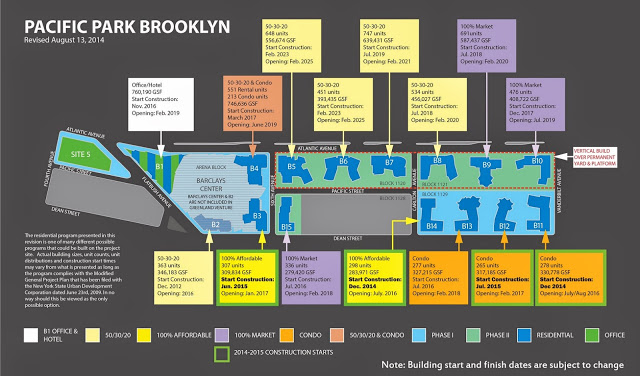 PACIFIC PARK BROOKLYN
Revised August 13, 2014
50-30-20
648 units
556,674 GSF
Start Construction:
Feb. 2023
Opening: Feb. 2025
50-30-20
747 units
639,431 GSF
Start Construction:
Jul. 2019
Opening: Feb. 2021
100% Market
691units
587,437 GSF
Start Construction:
Jul. 2018
Opening: Feb. 2020
Office/Hotel
760,190 GSF
Start Construction:
Nov. 2016
Opening: Feb. 2019
50-30-20 & Condo
551 Rental units
213 Condo units
746,636 GSF
Start Construction:
March 2017
Opening: June 2019
50-30-20
451 units
393,435 GSF
Start Construction:
Feb. 2023
Opening: Feb. 2025
50-30-20
534 units
456,027 GSF
Start Construction:
Jul. 2018
Opening: Feb. 2020
100% Market
476 units
408,722 GSF
Start Construction:
Dec. 2017
Opening: Jul. 2019
ATLANTIC AVENUE
SITE 5
FOURTH AVENUE
PACIFIC STREET
FLATBUSH AVENUE
DEAN STREET
B1
ARENA BLOCK
BARCLAYS
CENTER
BARCLAYS CENTER & B2
ARE NOT INCLUDED IN
GREENLAND VENTURE
B4
B2
B3
SIXTH AVENUE
ATLANTIC AVENUE
B5
B6
B7
BLOCK 1120
PACIFIC STREET
BLOCK 1128
B15
DEAN STREET
CARLTON AVENUE
B8
B9
B10
BLOCK 1121
BLOCK 1129
B14
B13
B12
B11
VANDERBILT AVENUE
VERTICAL BUILD
OVER PERMANENT
YARD & PLATFORM
The residential program presented in this
revision is one of many different possible
programs that could be built on the project
site. Actual building sizes, unit counts, unit
distributions and construction start times
may vary from what is presented as long as
the program complies with the Modified
General Project Plan that has been filed with
the New York State Urban Development
Corporation dated June 23rd, 2009. In no
way should this be viewed as the only
possible option.
50-30-20
363 units
346,183 GSF
Start Construction:
Dec. 2012
Opening: 2016
100% Affordable
307 units
309,834 GSF
Start Construction:
Jun. 2015
Opening: Jan. 2017
100% Market
336 units
Start Construction:
Jul. 2016
Opening: Feb. 2018
100% Affordable
298 units
283,971 GSF
Start Construction:
Dec. 2014
Opening: July. 2016
Condo
277 units
327,215 GSF
Start Construction:
Jul. 2016
Opening: Feb. 2018
Condo
265 units
317,185 GSF
Start Construction:
Jul. 2015
Opening: Feb. 2017
Condo
278 units
330,778 GSF
Start Construction:
Dec 2014
Opening: July/Aug 2016
B1 OFFICE &
HOTEL
50/30/20
100% AFFORDABLE
100% MARKET
CONDO
50/30/20 & CONDO
PHASE I
PHASE II
RESIDENTIAL
OFFICE
2014-2015 CONSTRUCTION STARTS
Note: Building start and finish dates are subject to change